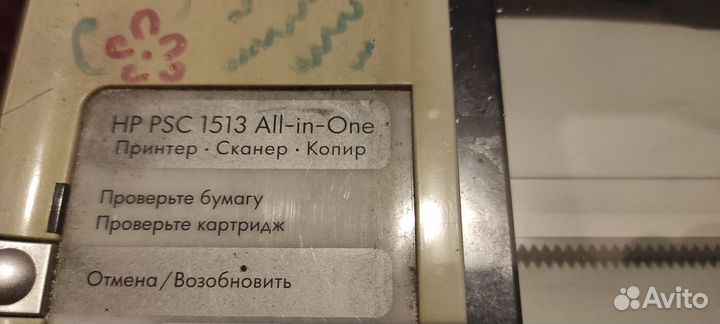 HP PSC 1513 All-in-One
Принтер · Сканер · Копир
Проверьте бумагу
Проверьте картридж
Отмена/Возобновить
Avito